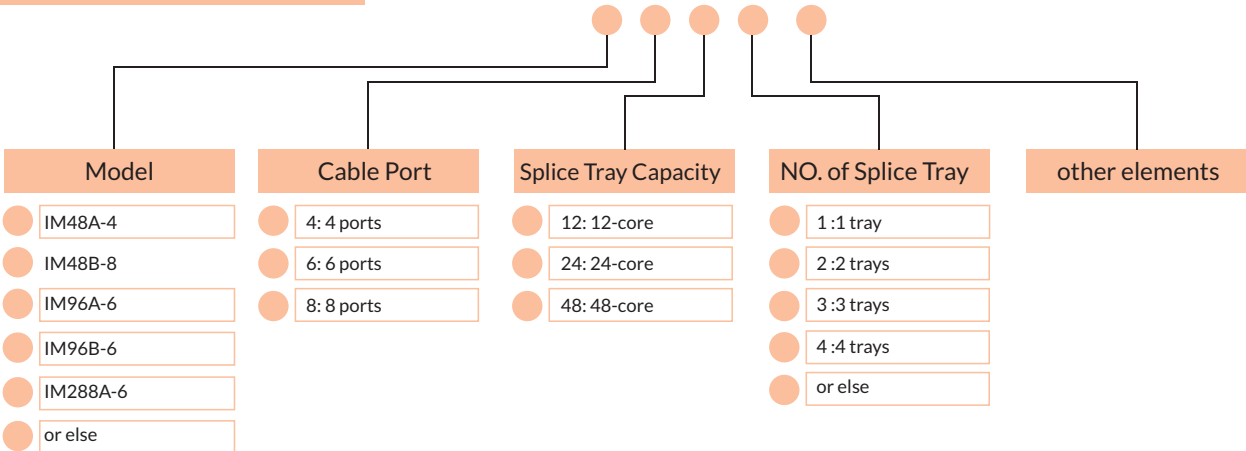 Model
IM48A-4
IM48B-8
IM96A-6
IM96B-6
IM288A-6
or else
Cable Port
4: 4 ports
6: 6 ports
8: 8 ports
Splice Tray Capacity
12: 12-core
24: 24-core
48: 48-core
NO. of Splice Tray
1 :1 tray
2 :2 trays
3 :3 trays
4 :4 trays
or else
other elements